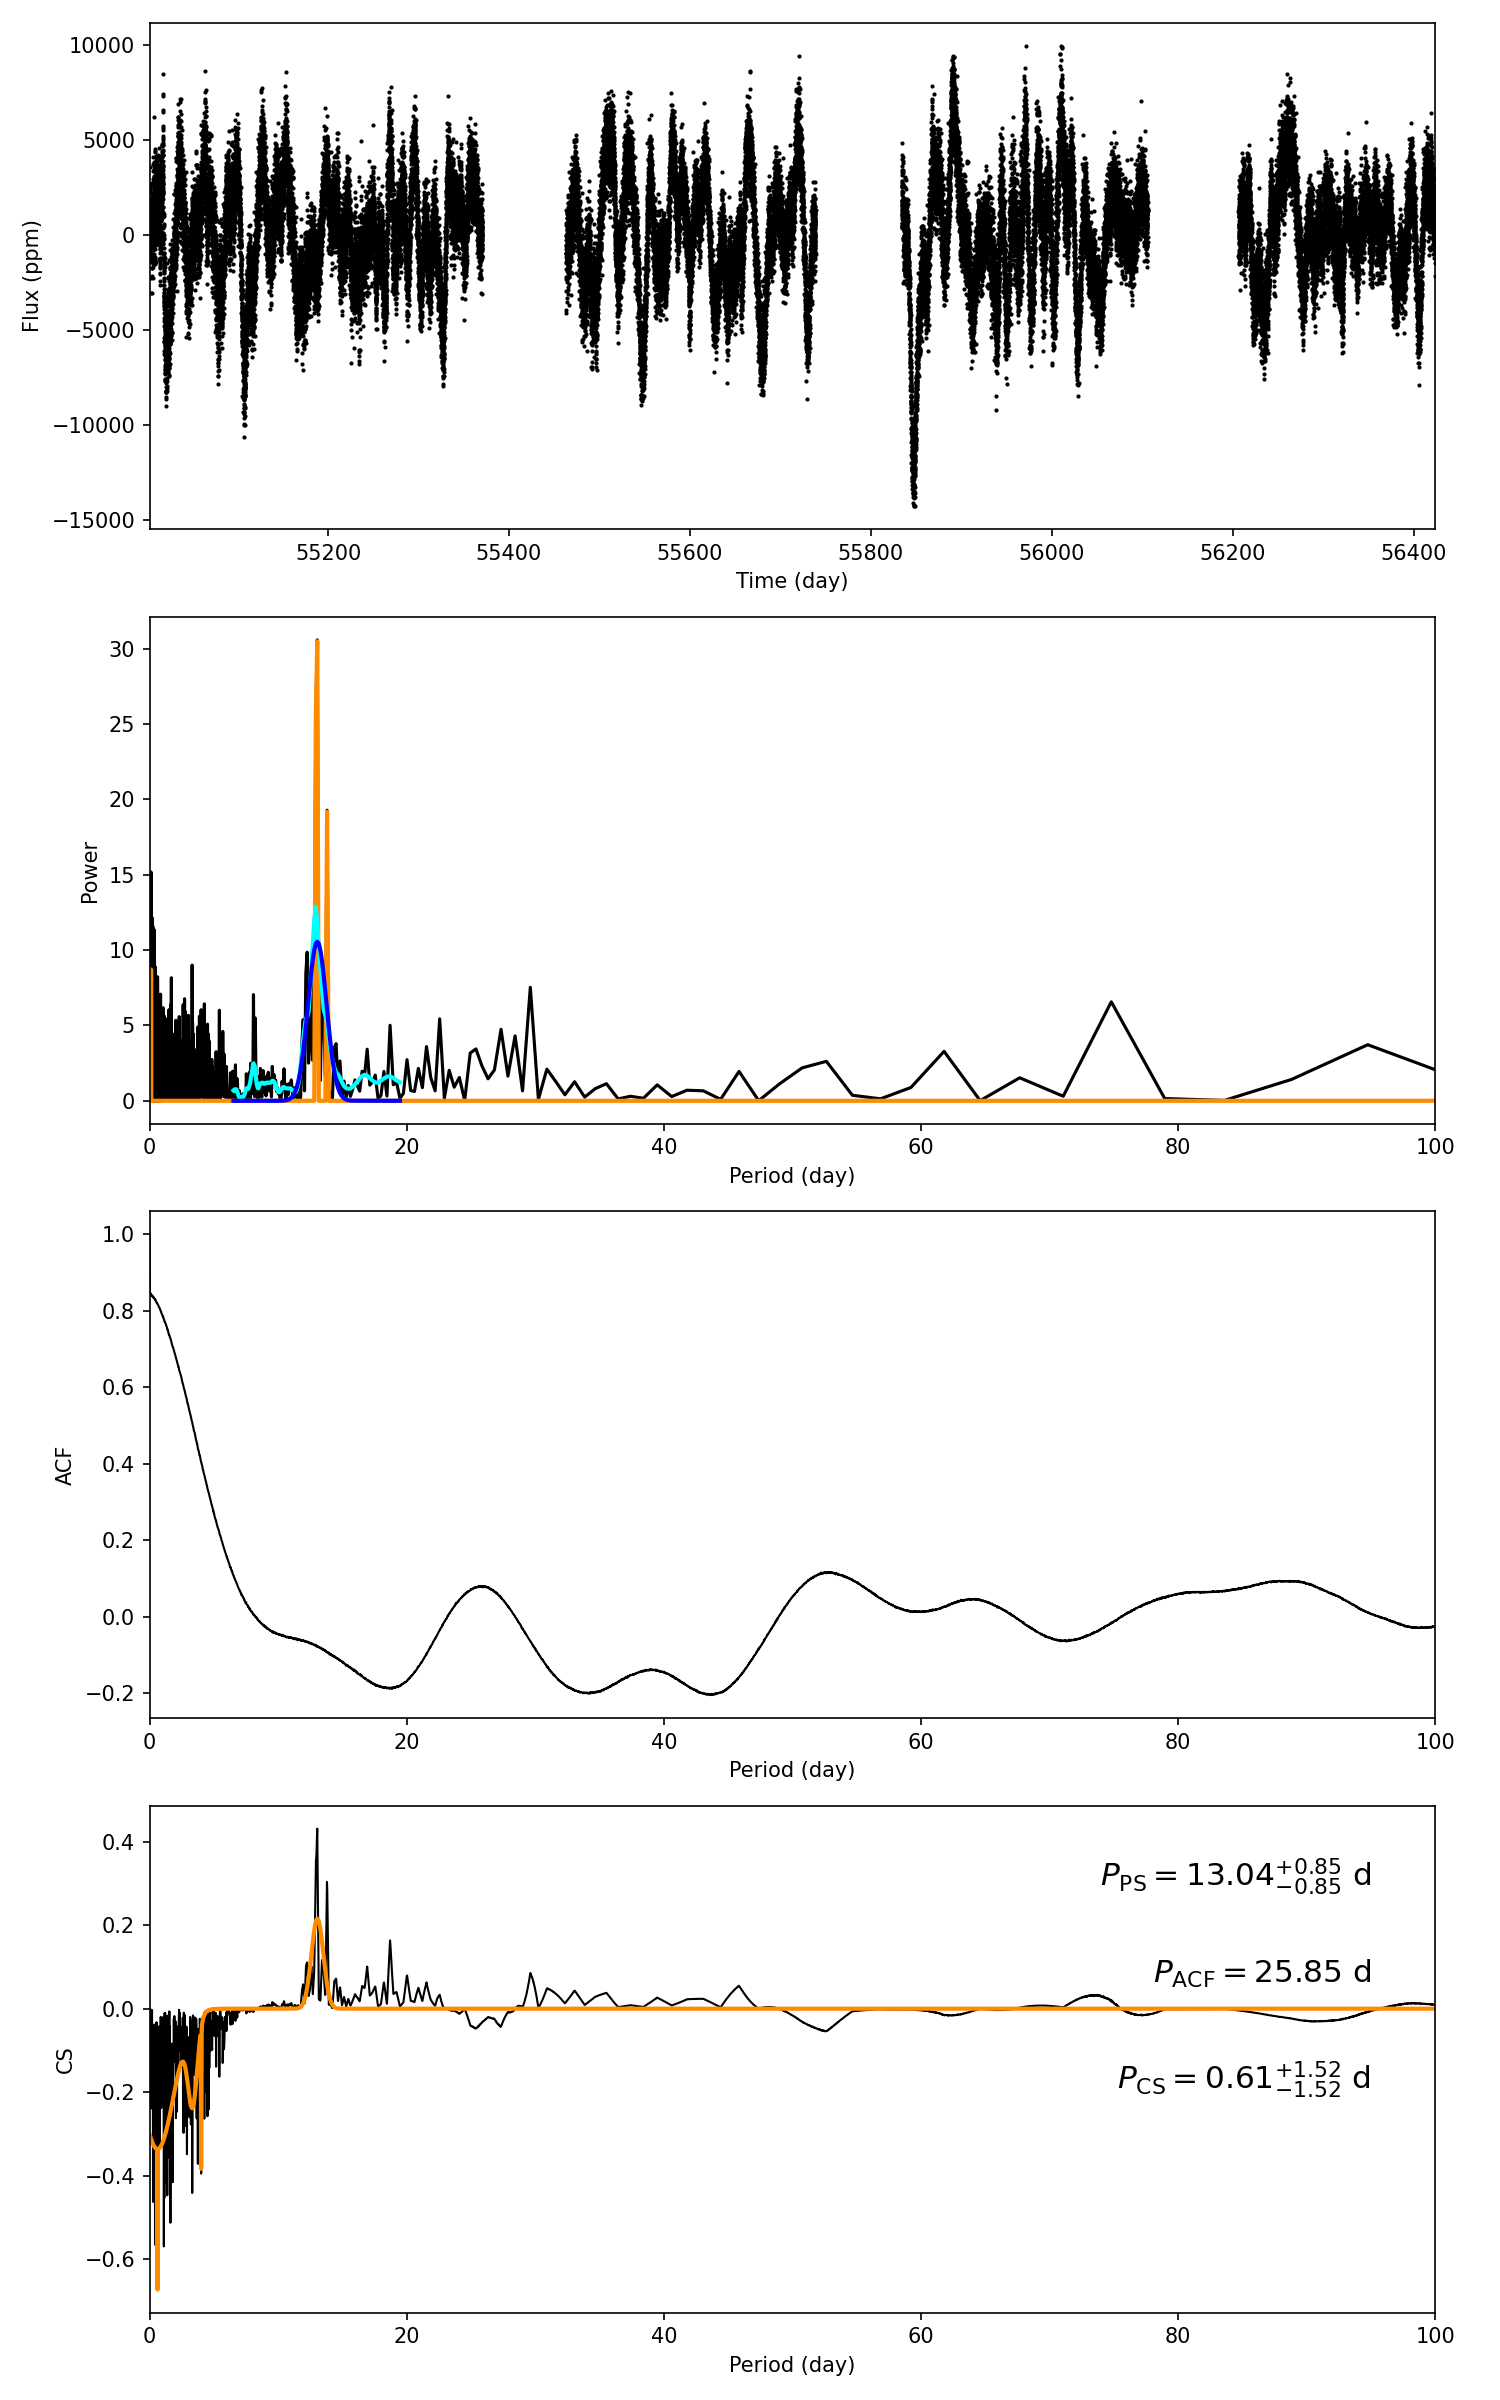 10000
5000
0
−5000
−10000
−15000
Flux (ppm)
55200 55400 55600 55800 56000 56200 56400
Time (day)
30
25
20
15
10
5
0
Power
0 20 40 60 80 100
Period (day)
1.0
0.8
0.6
0.4
0.2
0.0
−0.2
ACF
0 20 40 60 80 100
Period (day)
0.4
0.2
0.0
−0.2
−0.4
−0.6
CS
P_PS = 13.04 +0.85 −0.85 d
P_ACF = 25.85 d
P_CS = 0.61 +1.52 −1.52 d
0 20 40 60 80 100
Period (day)